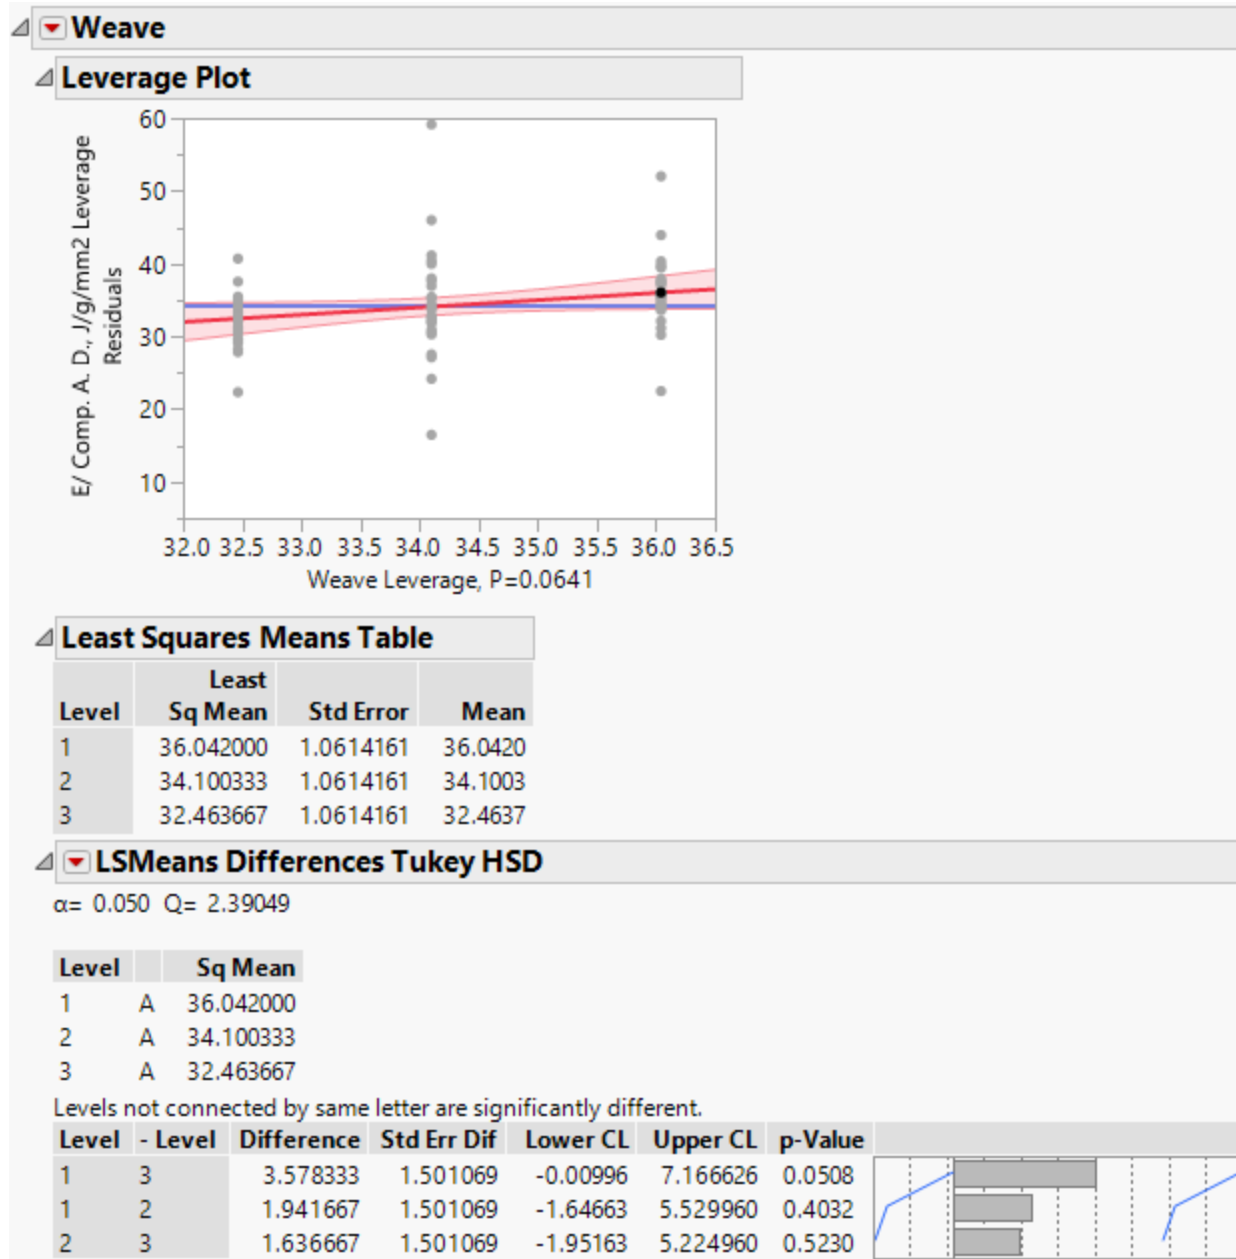 Weave
Leverage Plot
E/ Comp. A. D., J/g/mm2 Leverage
Residuals
60
50
40
30
20
10
32.0 32.5 33.0 33.5 34.0 34.5 35.0 35.5 36.0 36.5
Weave Leverage, P=0.0641
Least Squares Means Table
Least
Level Sq Mean Std Error Mean
1 36.042000 1.0614161 36.0420
2 34.100333 1.0614161 34.1003
3 32.463667 1.0614161 32.4637
LSMeans Differences Tukey HSD
α= 0.050 Q= 2.39049
Level Sq Mean
1 A 36.042000
2 A 34.100333
3 A 32.463667
Levels not connected by same letter are significantly different.
Level - Level Difference Std Err Dif Lower CL Upper CL p-Value
1 3 3.578333 1.501069 -0.00996 7.166626 0.0508
1 2 1.941667 1.501069 -1.64663 5.529960 0.4032
2 3 1.636667 1.501069 -1.95163 5.224960 0.5230